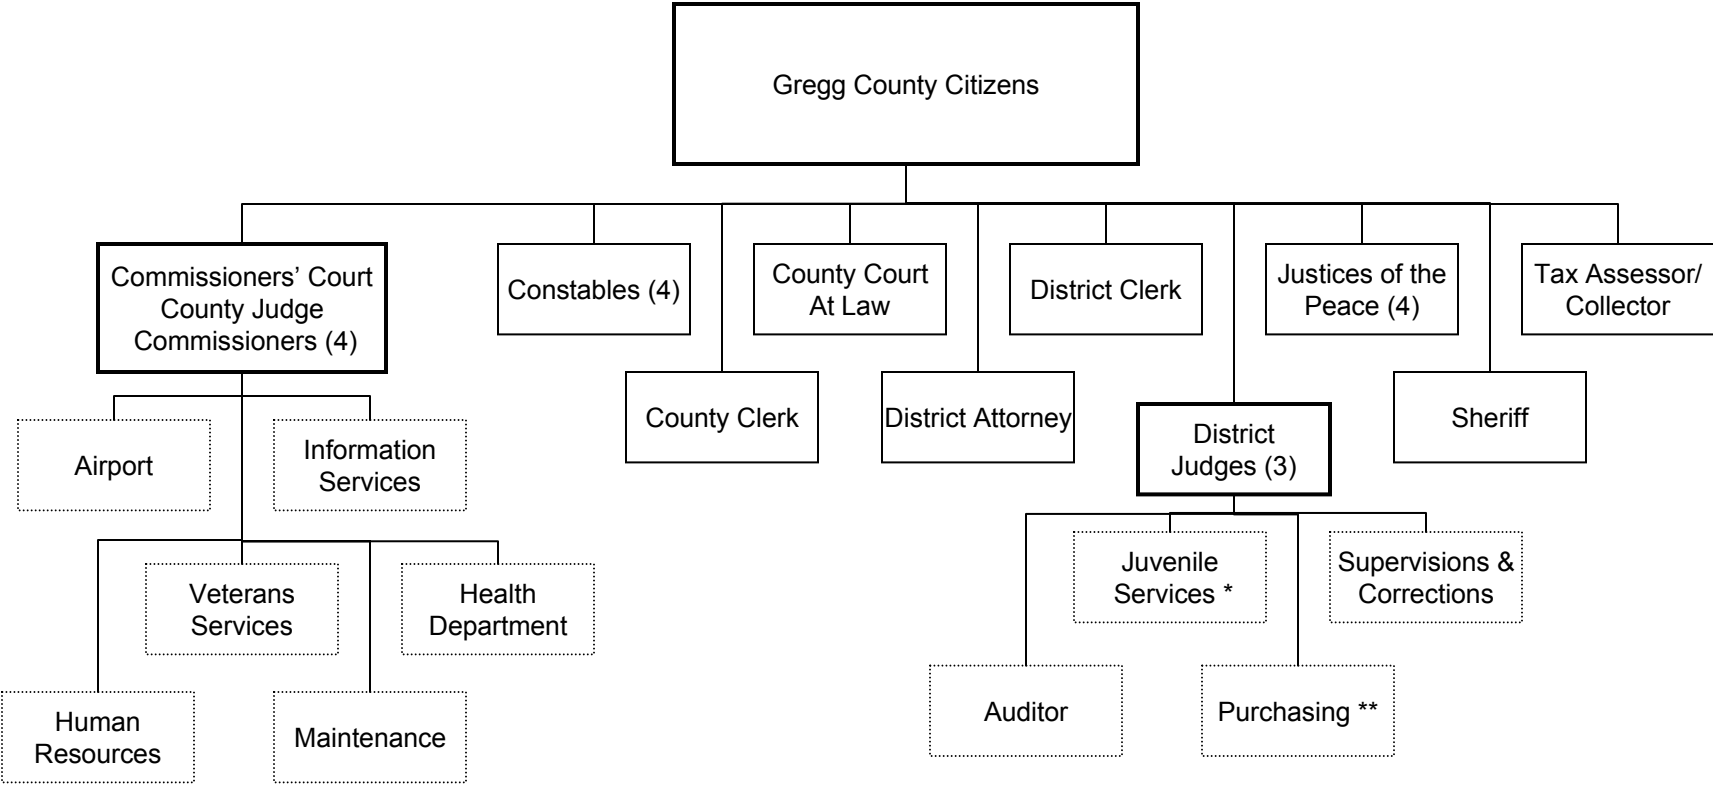 Gregg County Citizens
Commissioners’ Court
County Judge
Commissioners (4)
Constables (4)
County Court
At Law
District Clerk
Justices of the
Peace (4)
Tax Assessor/
Collector
County Clerk
District Attorney
District
Judges (3)
Sheriff
Airport
Information
Services
Veterans
Services
Health
Department
Human
Resources
Maintenance
Juvenile
Services *
Supervisions &
Corrections
Auditor
Purchasing **